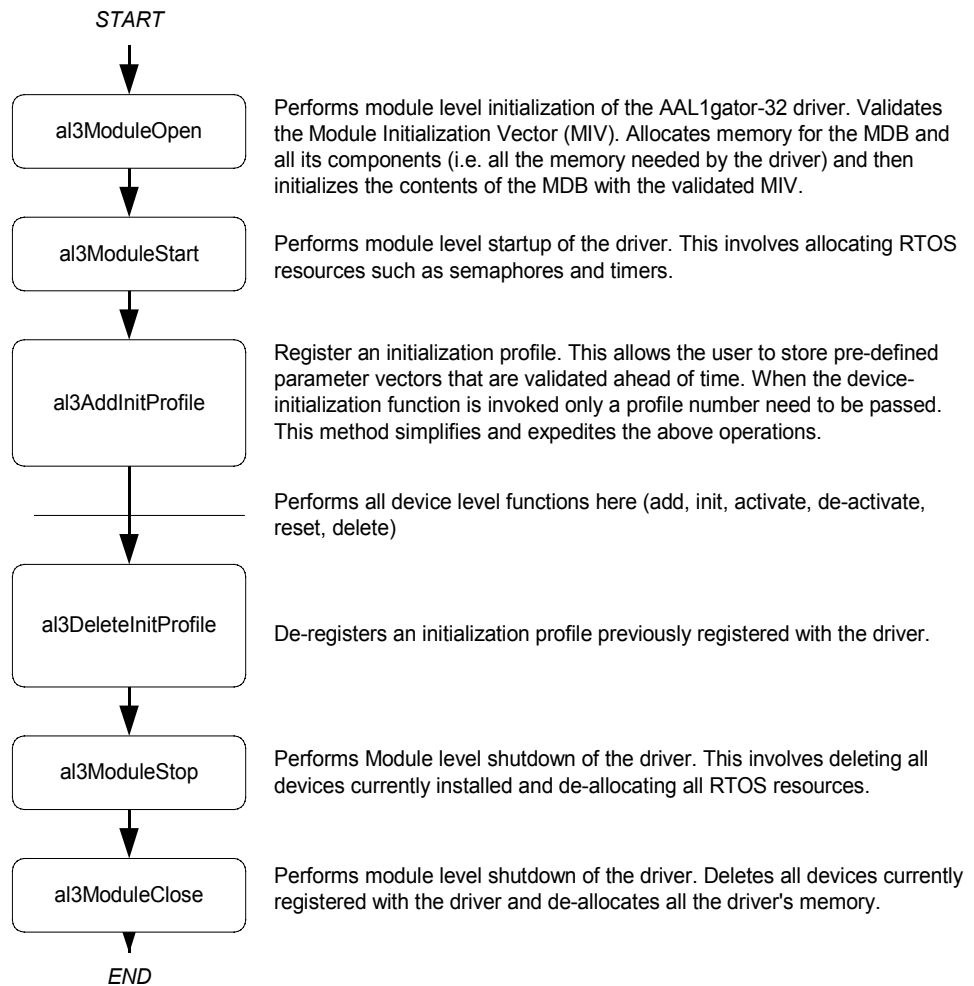 START
al3ModuleOpen
Performs module level initialization of the AAL1gator-32 driver. Validates
the Module Initialization Vector (MIV). Allocates memory for the MDB and
all its components (i.e. all the memory needed by the driver) and then
initializes the contents of the MDB with the validated MIV.
al3ModuleStart
Performs module level startup of the driver. This involves allocating RTOS
resources such as semaphores and timers.
al3AddInitProfile
Register an initialization profile. This allows the user to store pre-defined
parameter vectors that are validated ahead of time. When the device-
initialization function is invoked only a profile number need to be passed.
This method simplifies and expedites the above operations.
Performs all device level functions here (add, init, activate, de-activate,
reset, delete)
al3DeleteInitProfile
De-registers an initialization profile previously registered with the driver.
al3ModuleStop
Performs Module level shutdown of the driver. This involves deleting all
devices currently installed and de-allocating all RTOS resources.
al3ModuleClose
Performs module level shutdown of the driver. Deletes all devices currently
registered with the driver and de-allocates all the driver's memory.
END